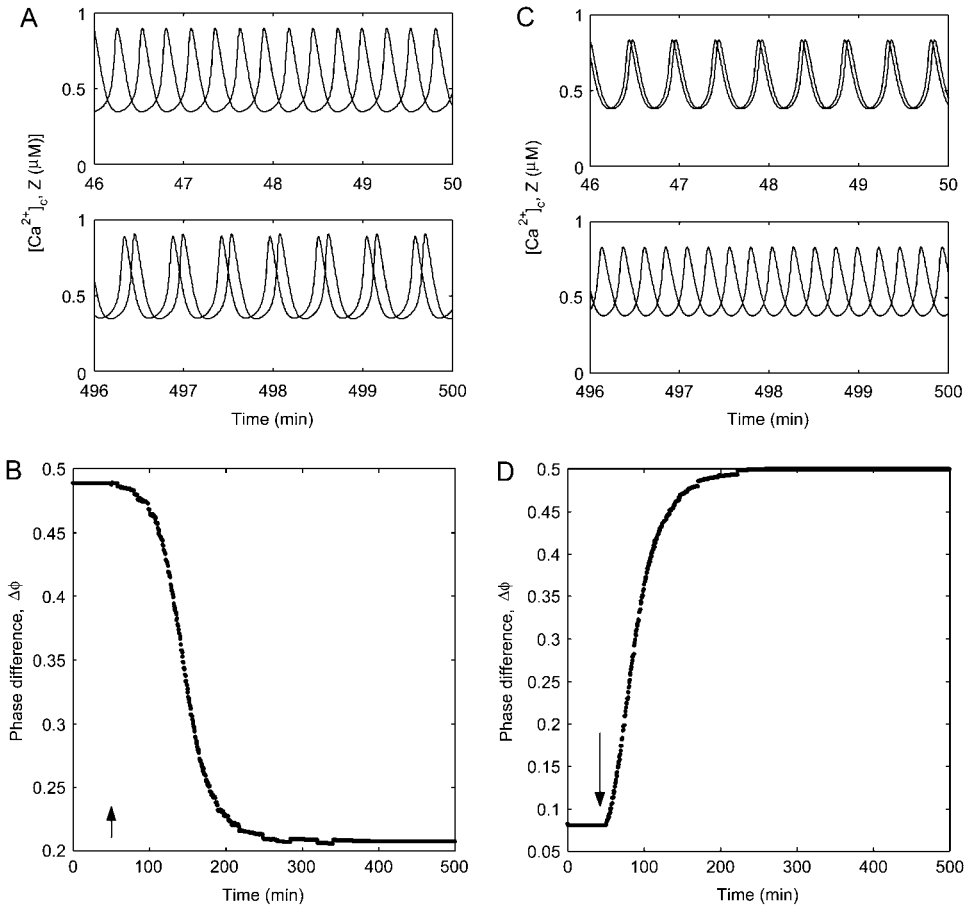 A
1
0.5
0
46 47 48 49 50
1
0.5
0
496 497 498 499 500
[Ca²⁺]c, Z (μM)]
Time (min)
C
1
0.5
0
46 47 48 49 50
1
0.5
0
496 497 498 499 500
[Ca²⁺]c, Z (μM)
Time (min)
B
0.5
0.45
0.4
0.35
0.3
0.25
0.2
0 100 200 300 400 500
Phase difference, Δϕ
Time (min)
D
0.5
0.45
0.4
0.35
0.3
0.25
0.2
0.15
0.1
0.05
0 100 200 300 400 500
Phase difference, Δϕ
Time (min)